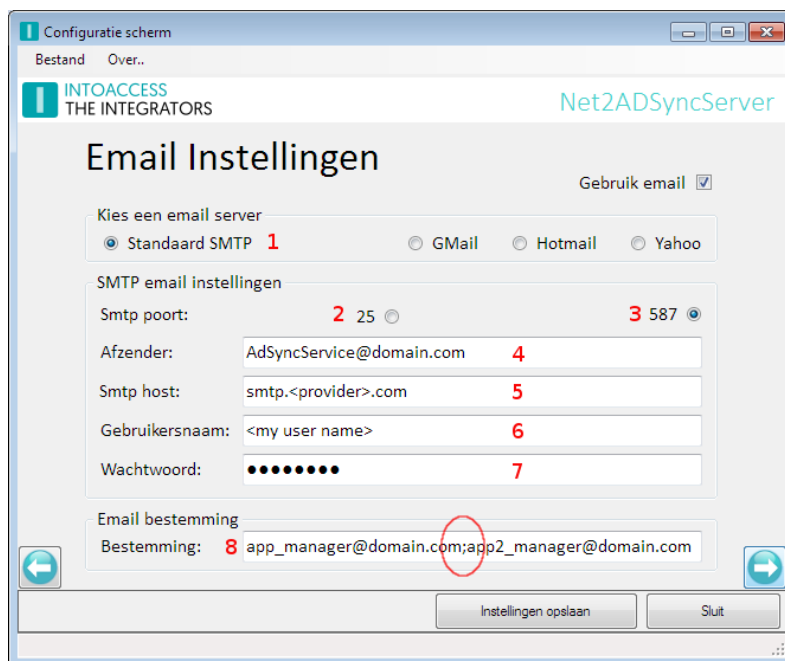 Configuratie scherm
Bestand Over..
INTOACCESS
THE INTEGRATORS
Net2ADSyncServer
Email Instellingen
Gebruik email
Kies een email server
Standaard SMTP 1 GMail Hotmail Yahoo
SMTP email instellingen
Smtp poort: 2 25 3 587
Afzender: AdSyncService@domain.com 4
Smtp host: smtp.<provider>.com 5
Gebruikersnaam: <my user name> 6
Wachtwoord: ●●●●●●●● 7
Email bestemming
Bestemming: 8 app_manager@domain.com;app2_manager@domain.com
Instellingen opslaan Sluit